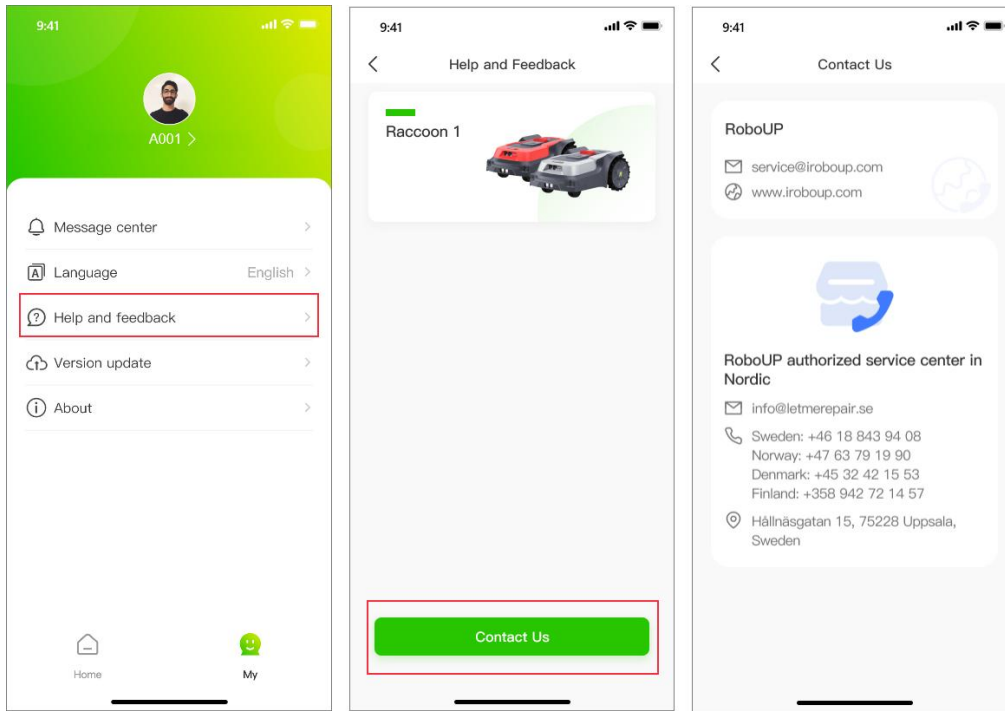 9:41
A001 >
Message center
Language English
Help and feedback
Version update
About
Home
My
9:41
Help and Feedback
Raccoon 1
Contact Us
9:41
Contact Us
RoboUP
service@iroboup.com
www.iroboup.com
RoboUP authorized service center in
Nordic
info@letmerepair.se
Sweden: +46 18 843 94 08
Norway: +47 63 79 19 90
Denmark: +45 32 42 15 53
Finland: +358 942 72 14 57
Hållnäsgatan 15, 75228 Uppsala,
Sweden